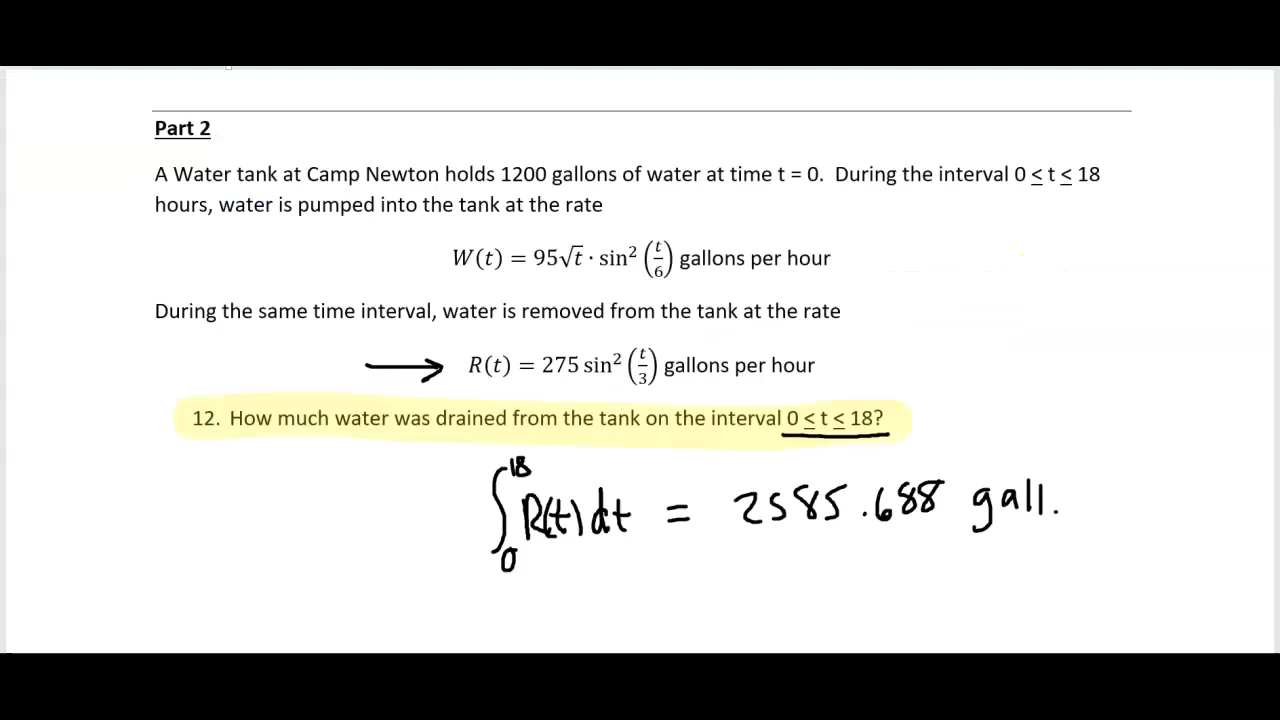 Part 2
A Water tank at Camp Newton holds 1200 gallons of water at time t = 0.  During the interval 0 ≤ t ≤ 18
hours, water is pumped into the tank at the rate
W(t) = 95√t · sin² (t/6) gallons per hour
During the same time interval, water is removed from the tank at the rate
→ R(t) = 275 sin² (t/3) gallons per hour
12.  How much water was drained from the tank on the interval 0 ≤ t ≤ 18?
∫₀¹⁸ R(t) dt = 2585.688 gall.